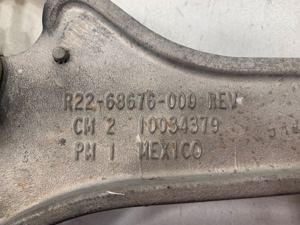 R22-68676-009 REV
CM 2 10034379
PM 1 MEXICO